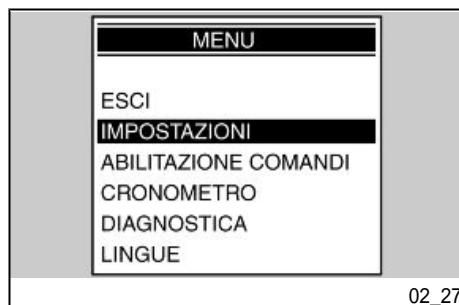 MENU
ESCI
IMPOSTAZIONI
ABILITAZIONE COMANDI
CRONOMETRO
DIAGNOSTICA
LINGUE
02_27